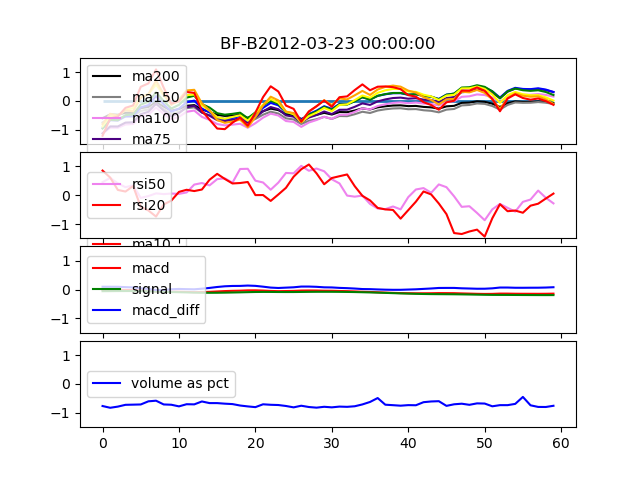 BF-B2012-03-23 00:00:00
1
0
−1
ma200
ma150
ma100
ma75
1
0
−1
rsi50
rsi20
ma10
1
0
−1
macd
signal
macd_diff
1
0
−1
volume as pct
0 10 20 30 40 50 60